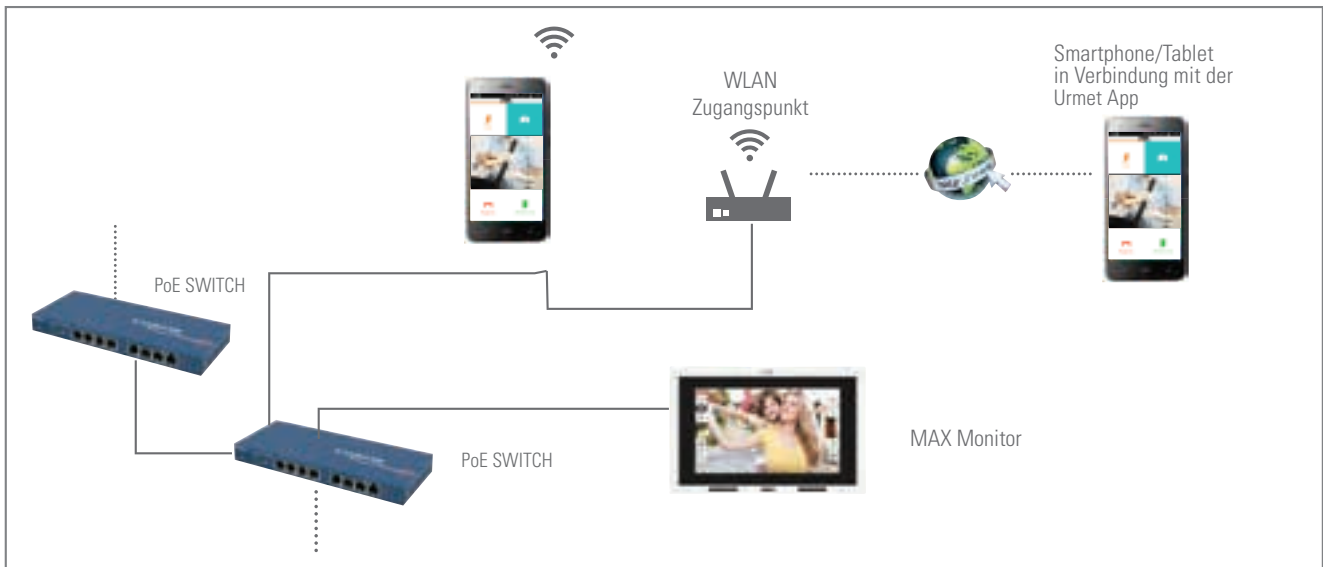 WLAN
Zugangspunkt
Smartphone/Tablet
in Verbindung mit der
Urmet App
PoE SWITCH
PoE SWITCH
MAX Monitor